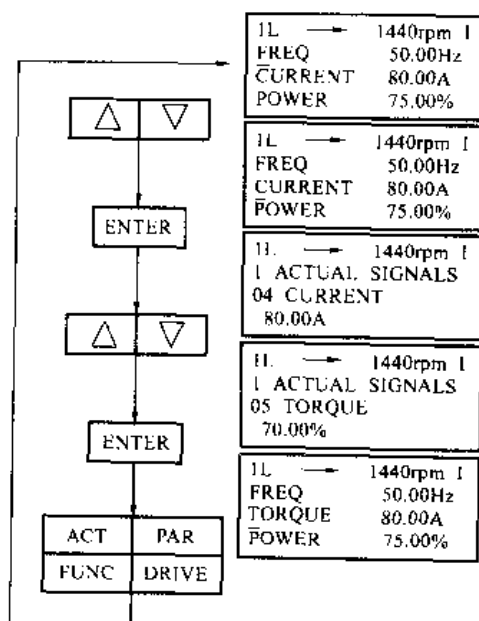 1L → 1440rpm I
FREQ 50.00Hz
CURRENT 80.00A
POWER 75.00%
△ ▽
1L → 1440rpm I
FREQ 50.00Hz
CURRENT 80.00A
POWER 75.00%
ENTER
1L → 1440rpm I
1 ACTUAL SIGNALS
04 CURRENT
80.00A
△ ▽
1L → 1440rpm I
1 ACTUAL SIGNALS
05 TORQUE
70.00%
ENTER
1L → 1440rpm I
FREQ 50.00Hz
TORQUE 80.00A
POWER 75.00%
ACT PAR
FUNC DRIVE